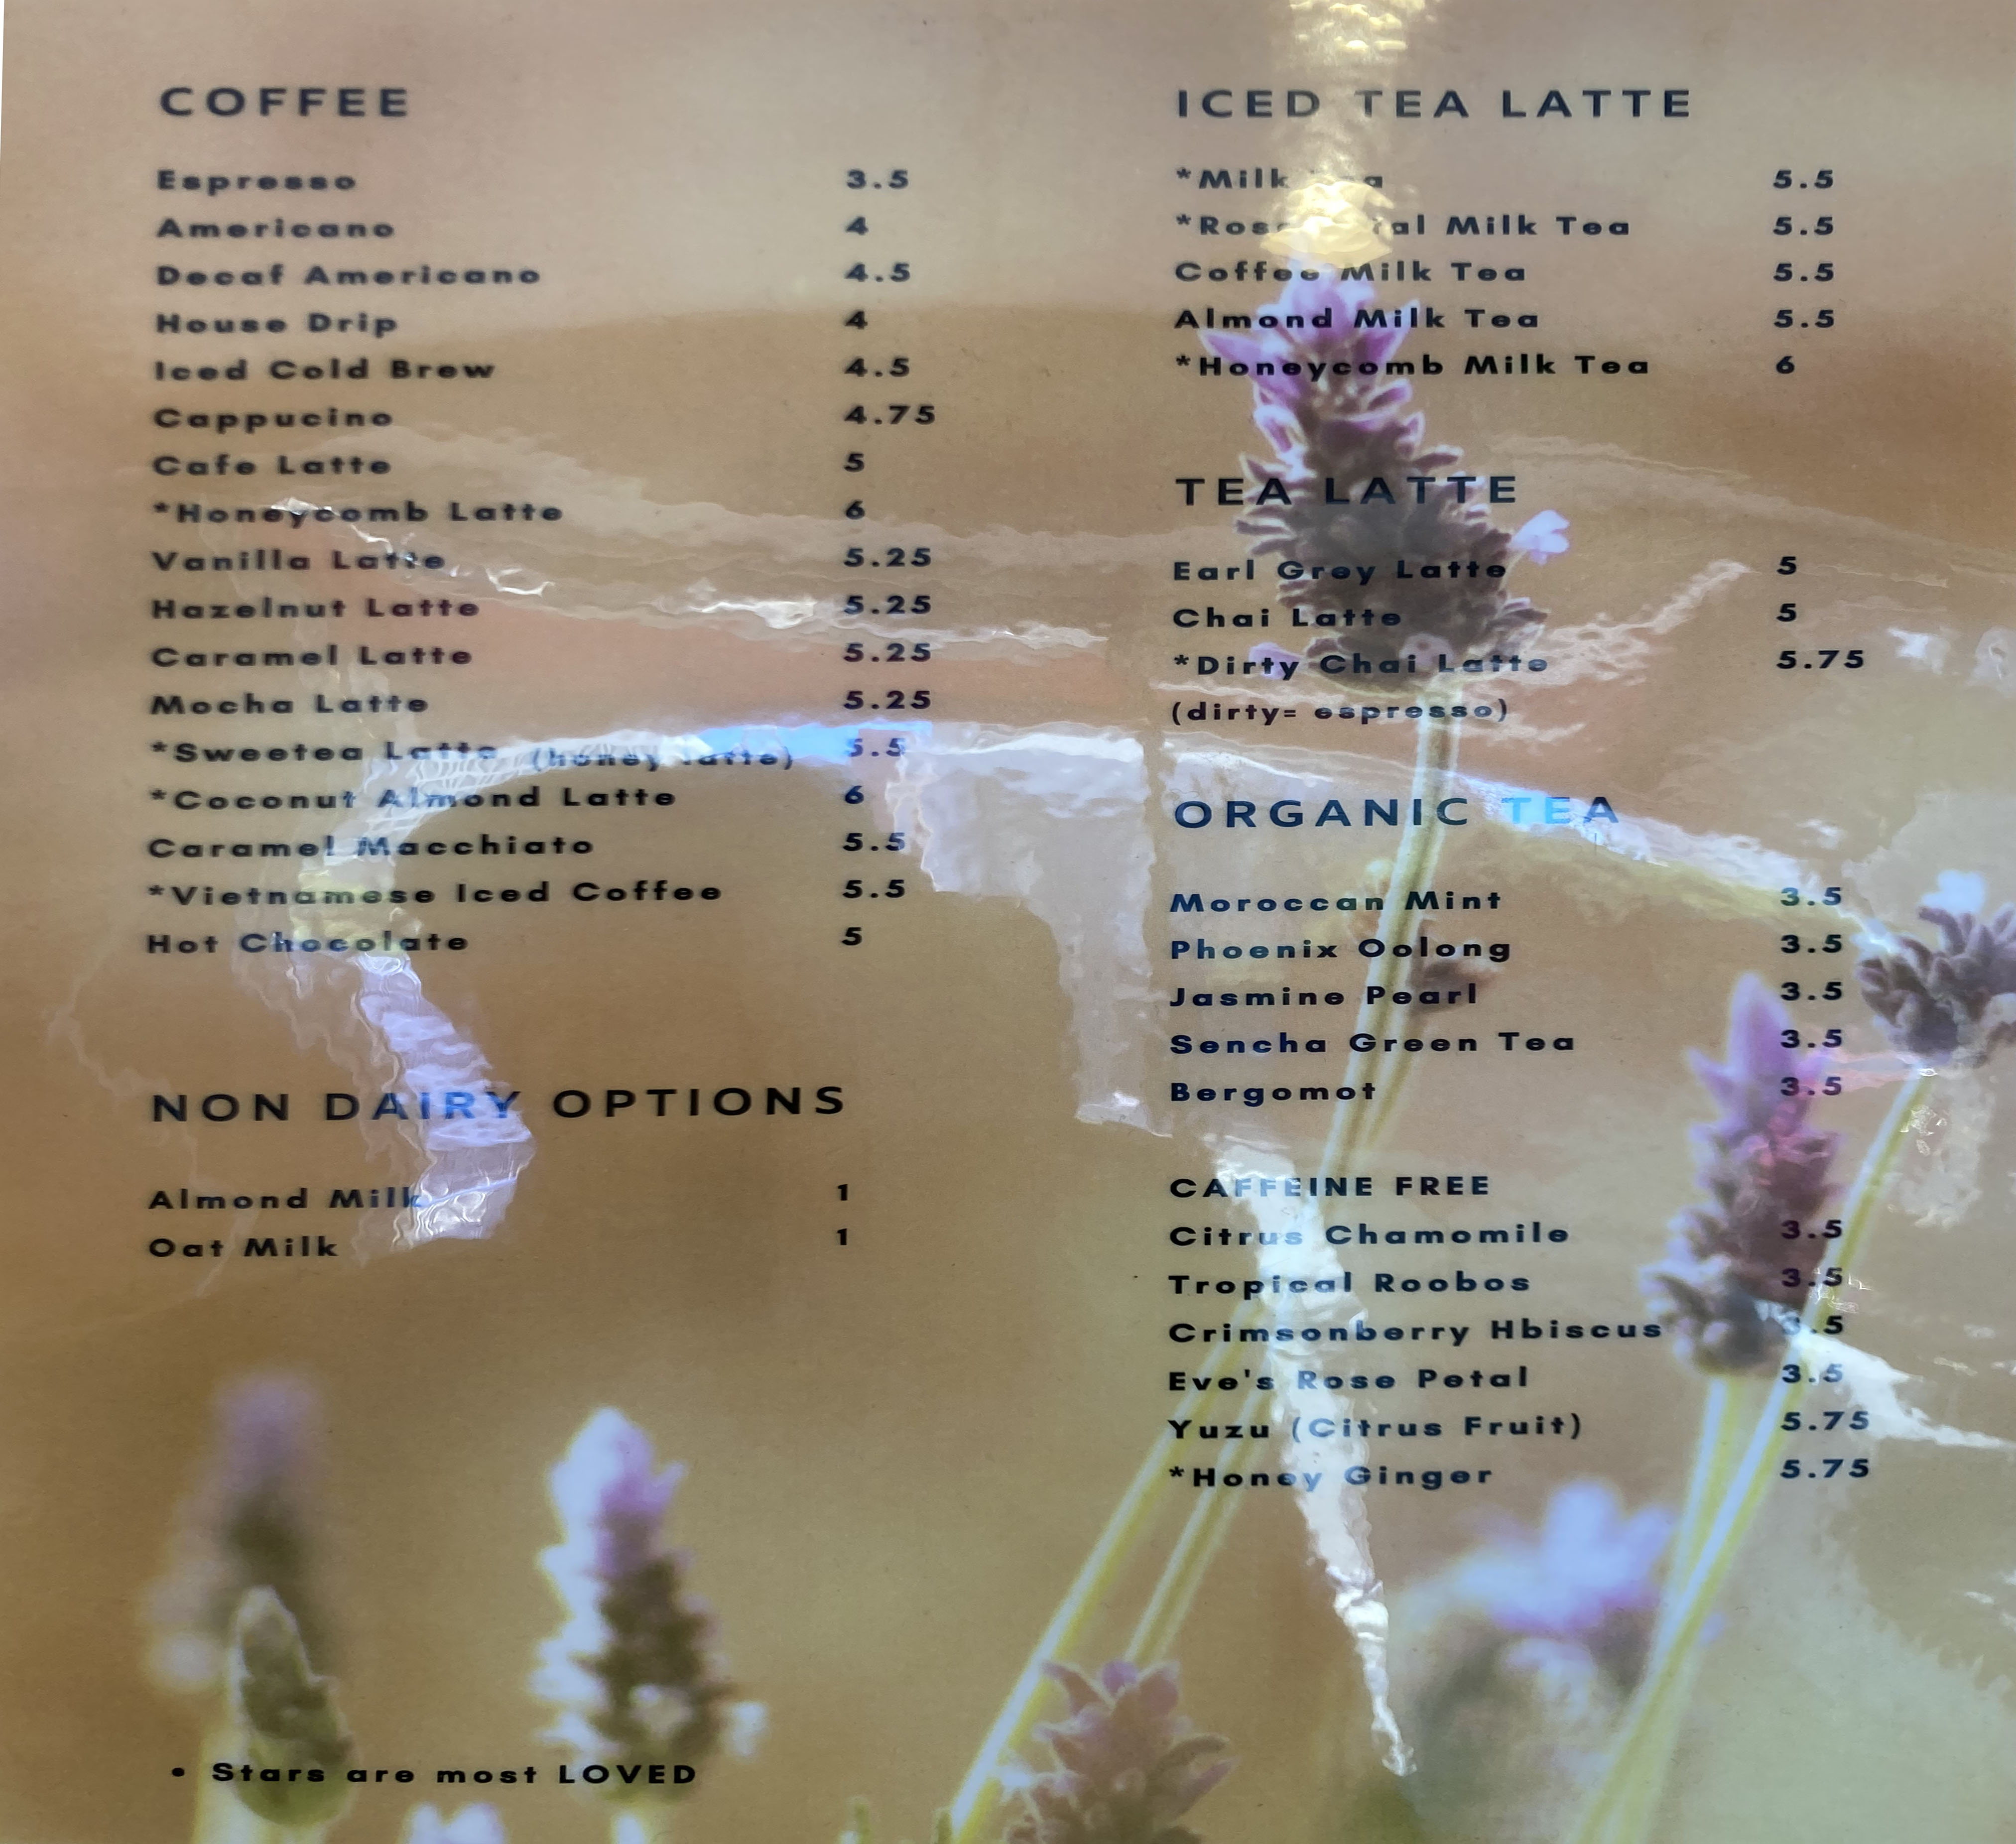 COFFEE
Espresso 3.5
Americano 4
Decaf Americano 4.5
House Drip 4
Iced Cold Brew 4.5
Cappucino 4.75
Cafe Latte 5
*Honeycomb Latte 6
Vanilla Latte 5.25
Hazelnut Latte 5.25
Caramel Latte 5.25
Mocha Latte 5.25
*Sweetea Latte (honey latte) 5.5
*Coconut Almond Latte 6
Caramel Macchiato 5.5
*Vietnamese Iced Coffee 5.5
Hot Chocolate 5
NON DAIRY OPTIONS
Almond Milk 1
Oat Milk 1
• Stars are most LOVED
ICED TEA LATTE
*Milk 5.5
Milk Tea 5.5
Coffee Milk Tea 5.5
Almond Milk Tea 5.5
*Honeycomb Milk Tea 6
TEA LATTE
Earl Grey Latte 5
Chai Latte 5
*Dirty Chai Latte 5.75
(dirty= espresso)
ORGANIC TEA
Moroccan Mint 3.5
Phoenix Oolong 3.5
Jasmine Pearl 3.5
Sencha Green Tea 3.5
Bergomot 3.5
CAFFEINE FREE
Citrus Chamomile 3.5
Tropical Roobos 3.5
Crimsonberry Hbiscus 3.5
Eve's Rose Petal 3.5
Yuzu (Citrus Fruit) 5.75
*Honey Ginger 5.75